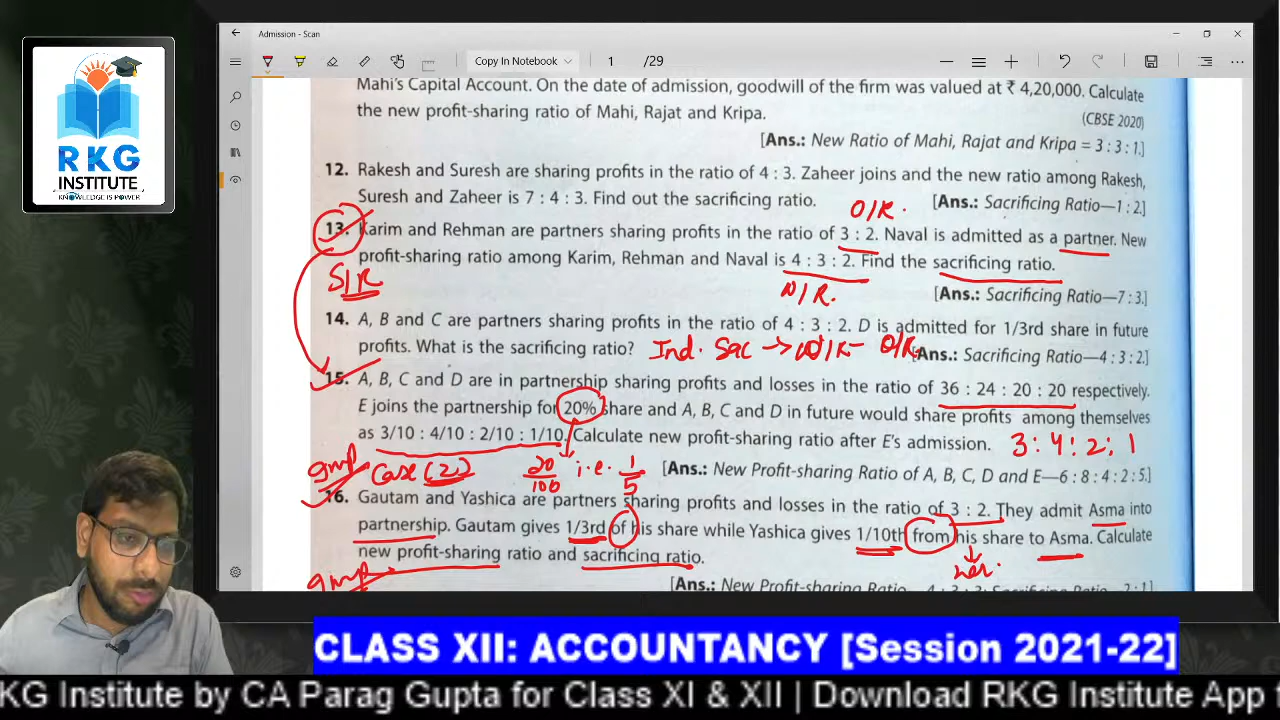 Admission - Scan
Copy In Notebook
1 /29
RKG
INSTITUTE
KNOWLEDGE IS POWER
Mahi's Capital Account. On the date of admission, goodwill of the firm was valued at ₹ 4,20,000. Calculate
the new profit-sharing ratio of Mahi, Rajat and Kripa.
(CBSE 2020)
[Ans.: New Ratio of Mahi, Rajat and Kripa = 3 : 3 : 1.]
12. Rakesh and Suresh are sharing profits in the ratio of 4 : 3. Zaheer joins and the new ratio among Rakesh,
Suresh and Zaheer is 7 : 4 : 3. Find out the sacrificing ratio.
O/R.
[Ans.: Sacrificing Ratio—1 : 2.]
13. Karim and Rehman are partners sharing profits in the ratio of 3 : 2. Naval is admitted as a partner. New
profit-sharing ratio among Karim, Rehman and Naval is 4 : 3 : 2. Find the sacrificing ratio.
S/R
N/R.
[Ans.: Sacrificing Ratio—7 : 3.]
14. A, B and C are partners sharing profits in the ratio of 4 : 3 : 2. D is admitted for 1/3rd share in future
profits. What is the sacrificing ratio?
Ind. Sac → O/R
[Ans.: Sacrificing Ratio—4 : 3 : 2.]
15. A, B, C and D are in partnership sharing profits and losses in the ratio of 36 : 24 : 20 : 20 respectively.
E joins the partnership for 20% share and A, B, C and D in future would share profits among themselves
as 3/10 : 4/10 : 2/10 : 1/10. Calculate new profit-sharing ratio after E's admission.
3 : 4 : 2 : 1
gmp
Case (2)
20/100 i.e. 1/5
[Ans.: New Profit-sharing Ratio of A, B, C, D and E—6 : 8 : 4 : 2 : 5.]
16. Gautam and Yashica are partners sharing profits and losses in the ratio of 3 : 2. They admit Asma into
partnership. Gautam gives 1/3rd of his share while Yashica gives 1/10th from his share to Asma. Calculate
new profit-sharing ratio and sacrificing ratio.
her.
gmp
[Ans.: New Profit-sharing Ratio
CLASS XII: ACCOUNTANCY [Session 2021-22]
KG Institute by CA Parag Gupta for Class XI & XII | Download RKG Institute App f